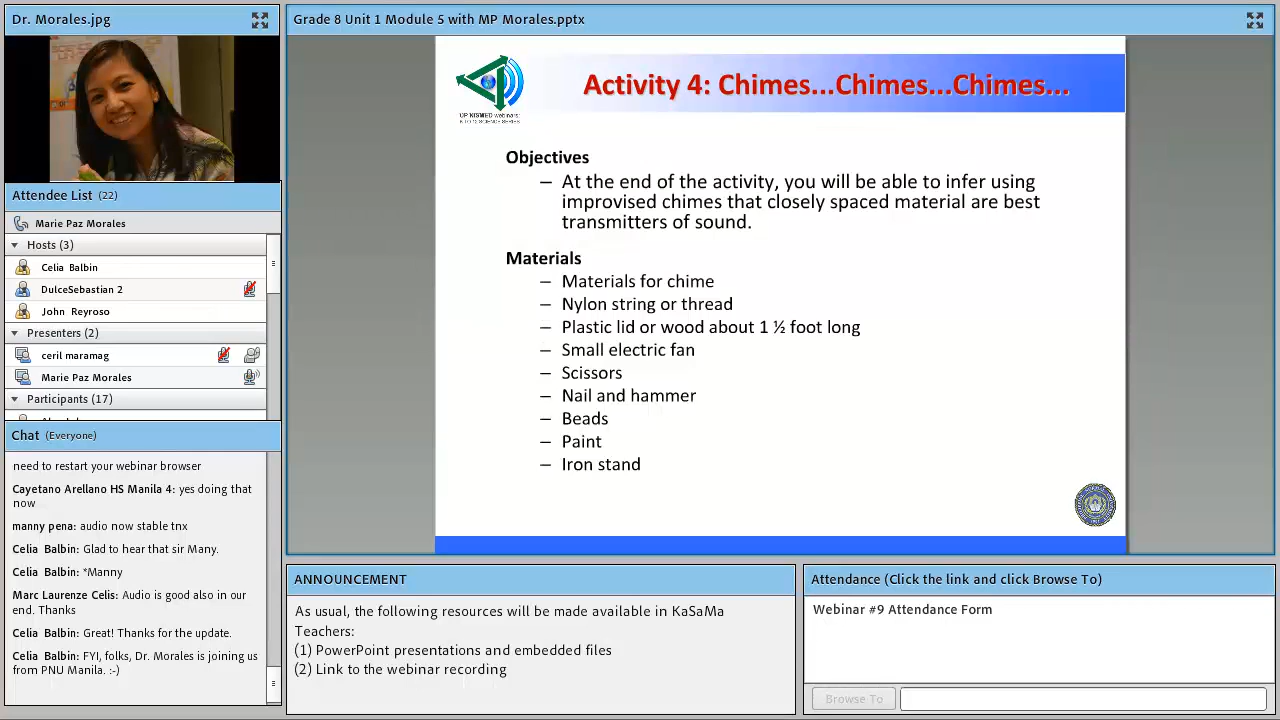 Dr. Morales.jpg
Attendee List (22)
Marie Paz Morales
Hosts (3)
Celia Balbin
DulceSebastian 2
John Reyroso
Presenters (2)
ceril maramag
Marie Paz Morales
Participants (17)
Chat (Everyone)
need to restart your webinar browser
Cayetano Arellano HS Manila 4: yes doing that
now
manny pena: audio now stable tnx
Celia Balbin: Glad to hear that sir Many.
Celia Balbin: *Manny
Marc Laurenze Celis: Audio is good also in our
end. Thanks
Celia Balbin: Great! Thanks for the update.
Celia Balbin: FYI, folks, Dr. Morales is joining us
from PNU Manila. :-)
Grade 8 Unit 1 Module 5 with MP Morales.pptx
UP NISMED webinars:
K TO 12 SCIENCE SERIES
Activity 4: Chimes...Chimes...Chimes...
Objectives
– At the end of the activity, you will be able to infer using
improvised chimes that closely spaced material are best
transmitters of sound.
Materials
– Materials for chime
– Nylon string or thread
– Plastic lid or wood about 1 ½ foot long
– Small electric fan
– Scissors
– Nail and hammer
– Beads
– Paint
– Iron stand
ANNOUNCEMENT
As usual, the following resources will be made available in KaSaMa
Teachers:
(1) PowerPoint presentations and embedded files
(2) Link to the webinar recording
Attendance (Click the link and click Browse To)
Webinar #9 Attendance Form
Browse To